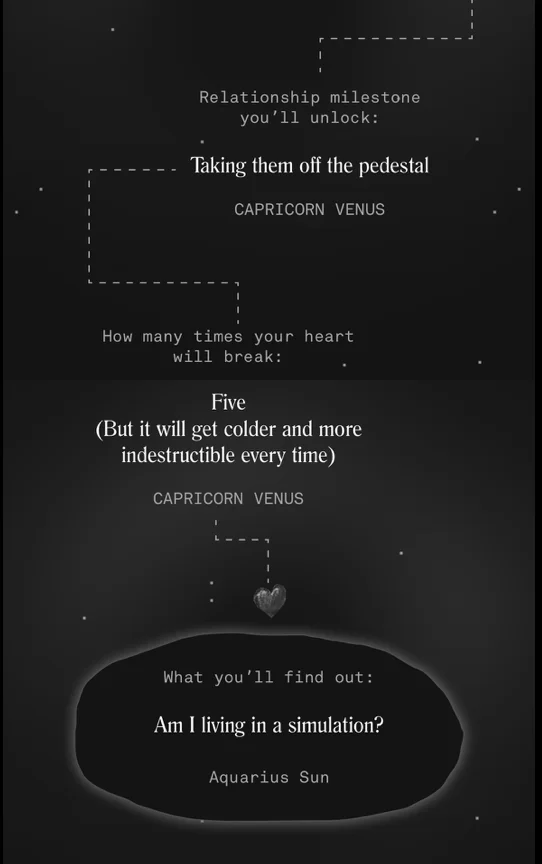 Relationship milestone
you'll unlock:
Taking them off the pedestal
CAPRICORN VENUS
How many times your heart
will break:
Five
(But it will get colder and more
indestructible every time)
CAPRICORN VENUS
What you'll find out:
Am I living in a simulation?
Aquarius Sun